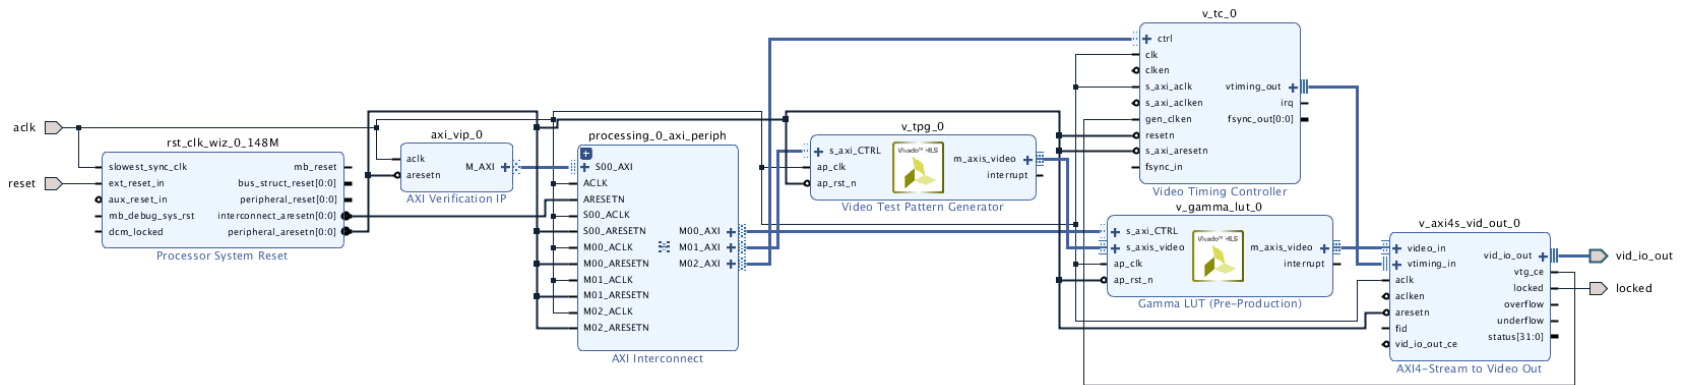 aclk
reset
rst_clk_wiz_0_148M
slowest_sync_clk
ext_reset_in
aux_reset_in
mb_debug_sys_rst
dcm_locked
mb_reset
bus_struct_reset[0:0]
peripheral_reset[0:0]
interconnect_aresetn[0:0]
peripheral_aresetn[0:0]
Processor System Reset
axi_vip_0
aclk
aresetn
M_AXI
AXI Verification IP
processing_0_axi_periph
S00_AXI
ACLK
ARESETN
S00_ACLK
S00_ARESETN
M00_ACLK
M00_ARESETN
M01_ACLK
M01_ARESETN
M02_ACLK
M02_ARESETN
M00_AXI
M01_AXI
M02_AXI
AXI Interconnect
v_tpg_0
s_axi_CTRL
ap_clk
ap_rst_n
Vivado™ HLS
m_axis_video
interrupt
Video Test Pattern Generator
v_tc_0
ctrl
clk
clken
s_axi_aclk
s_axi_aclken
gen_clken
resetn
s_axi_aresetn
fsync_in
vtiming_out
irq
fsync_out[0:0]
Video Timing Controller
v_gamma_lut_0
s_axi_CTRL
s_axis_video
ap_clk
ap_rst_n
Vivado™ HLS
m_axis_video
interrupt
Gamma LUT (Pre-Production)
v_axi4s_vid_out_0
video_in
vtiming_in
aclk
aclken
aresetn
fid
vid_io_out_ce
vid_io_out
vtg_ce
locked
overflow
underflow
status[31:0]
AXI4-Stream to Video Out
vid_io_out
locked